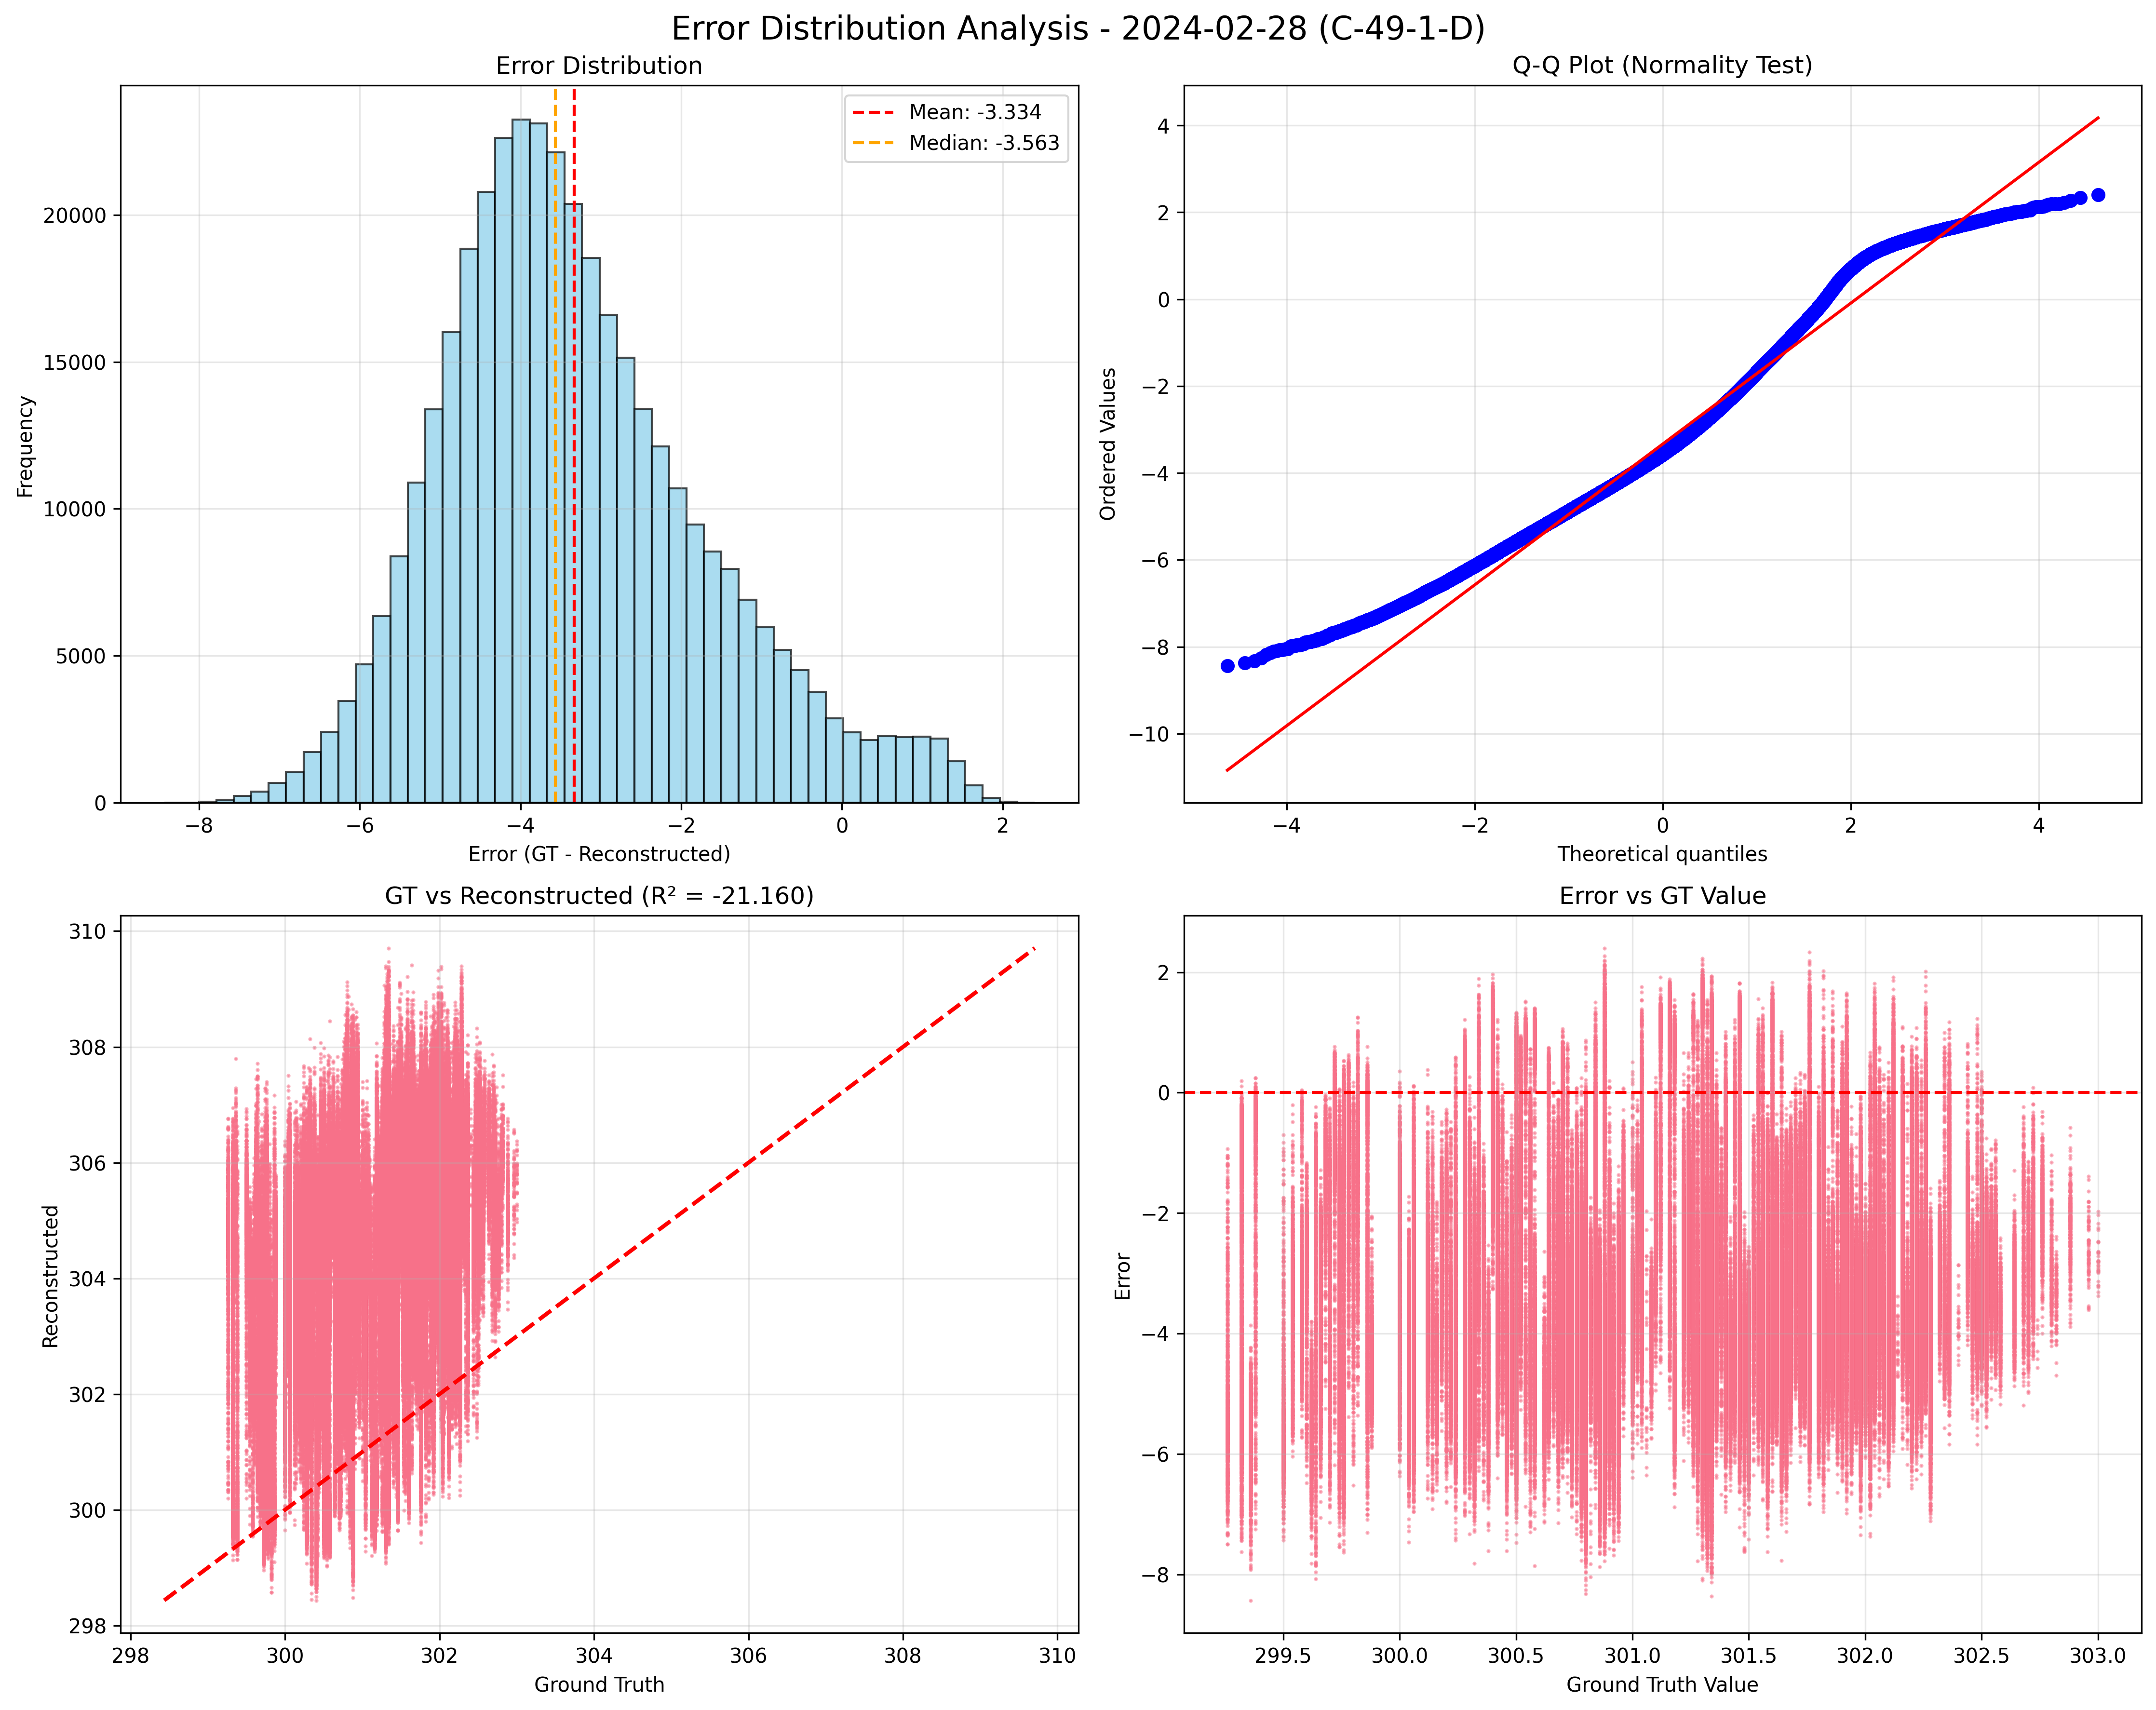 Error Distribution Analysis - 2024-02-28 (C-49-1-D)
Error Distribution
Mean: -3.334
Median: -3.563
Frequency
20000
15000
10000
5000
0
−8 −6 −4 −2 0 2
Error (GT - Reconstructed)
Q-Q Plot (Normality Test)
Ordered Values
4
2
0
−2
−4
−6
−8
−10
−4 −2 0 2 4
Theoretical quantiles
GT vs Reconstructed (R² = -21.160)
Reconstructed
310
308
306
304
302
300
298
298 300 302 304 306 308 310
Ground Truth
Error vs GT Value
Error
2
0
−2
−4
−6
−8
299.5 300.0 300.5 301.0 301.5 302.0 302.5 303.0
Ground Truth Value